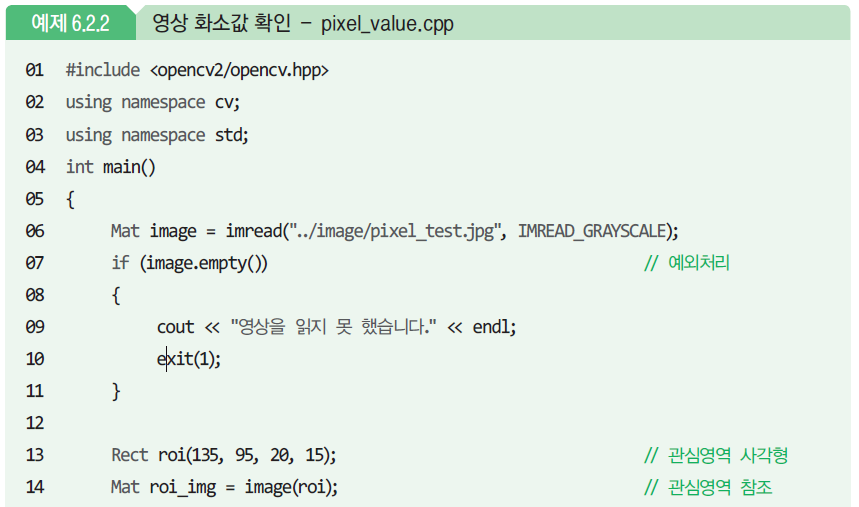 예제 6.2.2 영상 화소값 확인 - pixel_value.cpp
01 #include <opencv2/opencv.hpp>
02 using namespace cv;
03 using namespace std;
04 int main()
05 {
06 Mat image = imread("../image/pixel_test.jpg", IMREAD_GRAYSCALE);
07 if (image.empty()) // 예외처리
08 {
09 cout << "영상을 읽지 못 했습니다." << endl;
10 exit(1);
11 }
12
13 Rect roi(135, 95, 20, 15); // 관심영역 사각형
14 Mat roi_img = image(roi); // 관심영역 참조